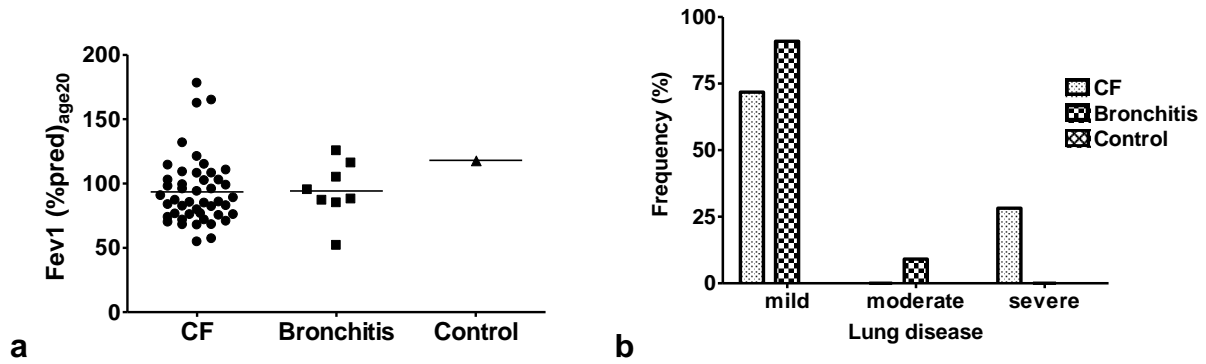 Fev1 (%pred)age20
200
150
100
50
0
CF Bronchitis Control
a
Frequency (%)
100
75
50
25
0
CF
Bronchitis
Control
mild moderate severe
Lung disease
b